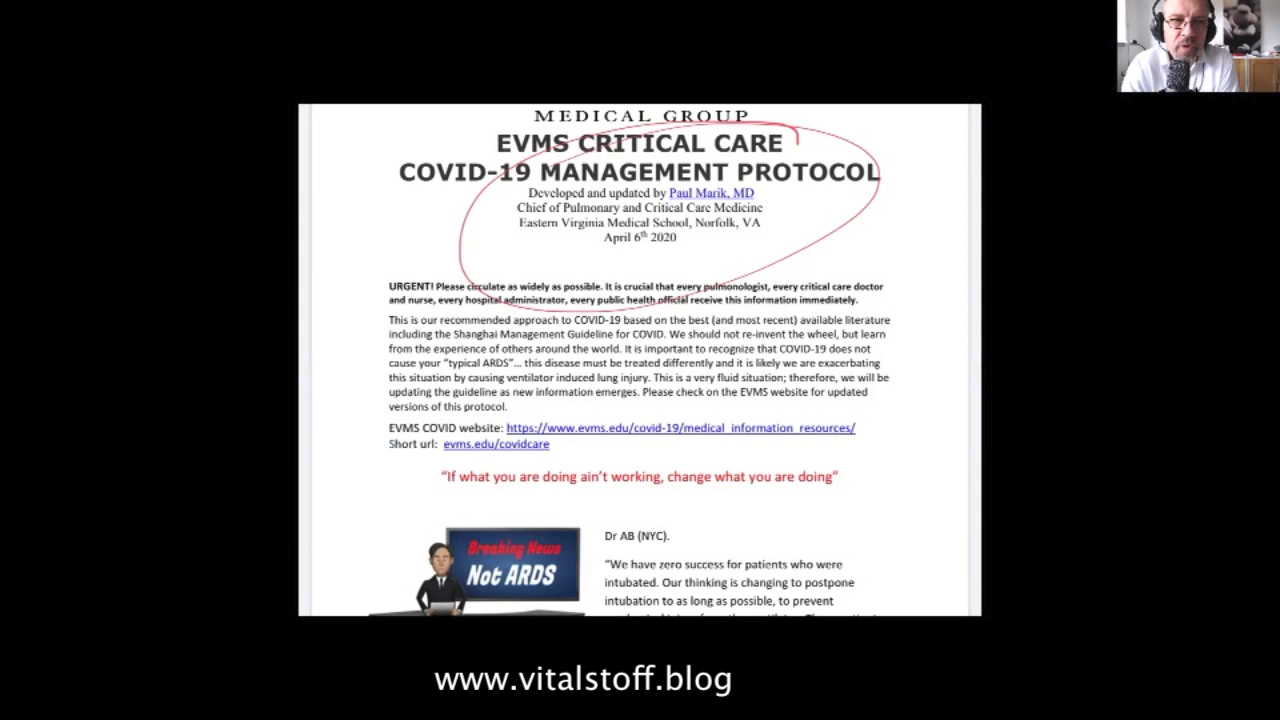 MEDICAL GROUP
EVMS CRITICAL CARE
COVID-19 MANAGEMENT PROTOCOL
Developed and updated by Paul Marik, MD
Chief of Pulmonary and Critical Care Medicine
Eastern Virginia Medical School, Norfolk, VA
April 6th 2020
URGENT! Please circulate as widely as possible. It is crucial that every pulmonologist, every critical care doctor
and nurse, every hospital administrator, every public health official receive this information immediately.
This is our recommended approach to COVID-19 based on the best (and most recent) available literature
including the Shanghai Management Guideline for COVID. We should not re-invent the wheel, but learn
from the experience of others around the world. It is important to recognize that COVID-19 does not
cause your “typical ARDS”... this disease must be treated differently and it is likely we are exacerbating
this situation by causing ventilator induced lung injury. This is a very fluid situation; therefore, we will be
updating the guideline as new information emerges. Please check on the EVMS website for updated
versions of this protocol.
EVMS COVID website: https://www.evms.edu/covid-19/medical_information_resources/
Short url: evms.edu/covidcare
“If what you are doing ain’t working, change what you are doing”
Breaking News
Not ARDS
Dr AB (NYC).
“We have zero success for patients who were
intubated. Our thinking is changing to postpone
intubation to as long as possible, to prevent
www.vitalstoff.blog